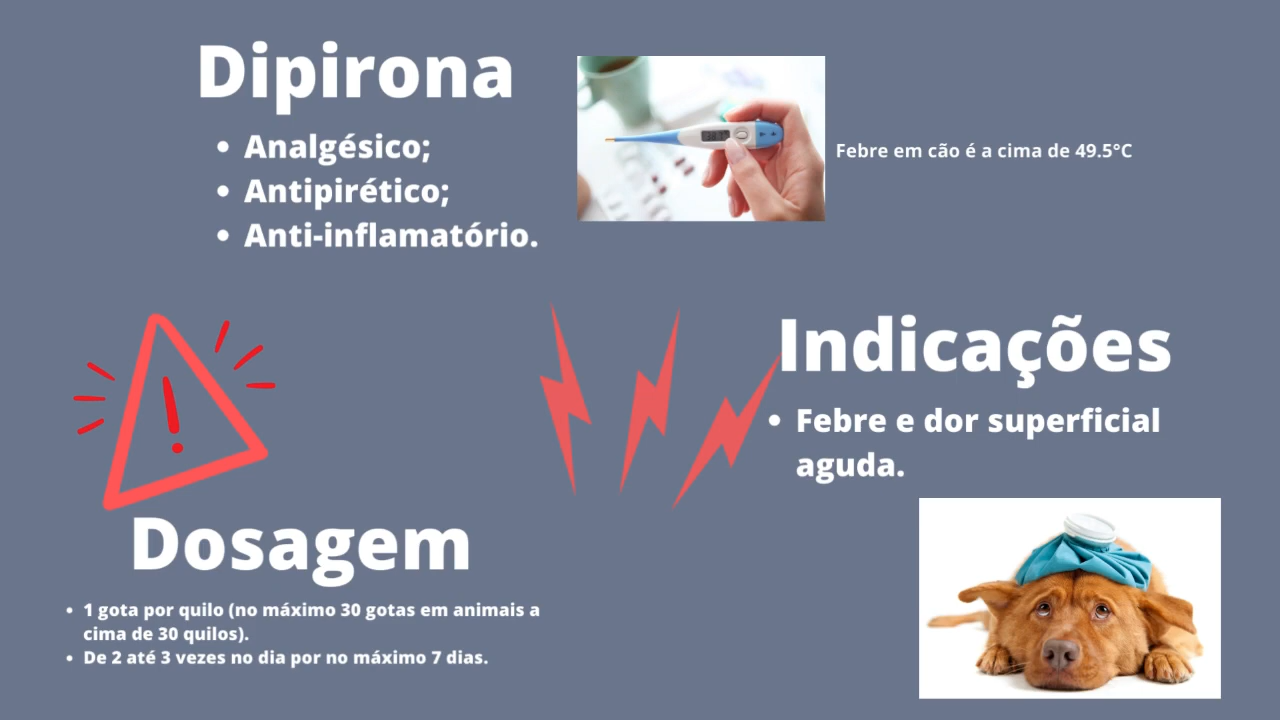 Dipirona
• Analgésico;
• Antipirético;
• Anti-inflamatório.
Febre em cão é a cima de 49.5°C
Indicações
• Febre e dor superficial
aguda.
Dosagem
• 1 gota por quilo (no máximo 30 gotas em animais a
cima de 30 quilos).
• De 2 até 3 vezes no dia por no máximo 7 dias.